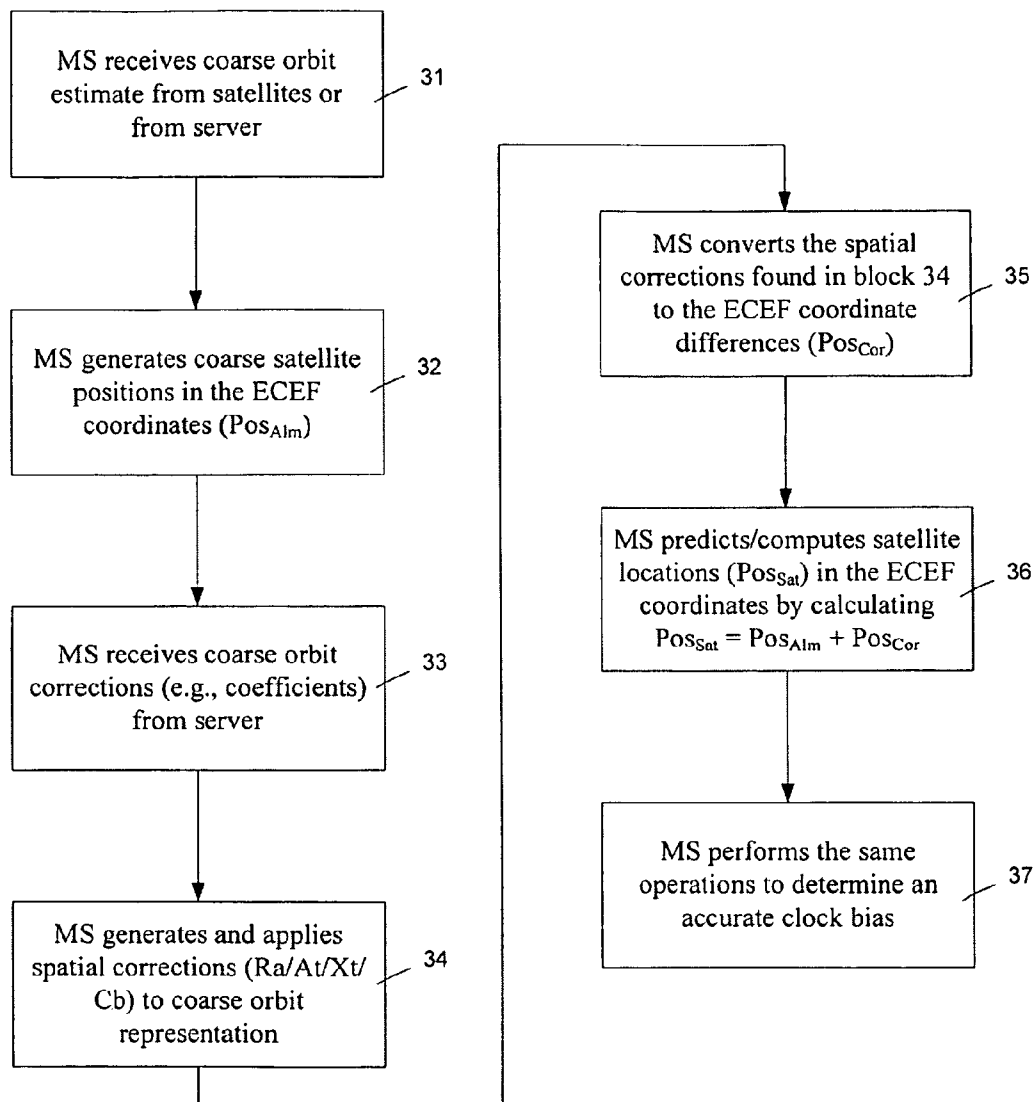 MS receives coarse orbit
estimate from satellites or
from server
31
MS generates coarse satellite
positions in the ECEF
coordinates (PosAlm)
32
MS receives coarse orbit
corrections (e.g., coefficients)
from server
33
MS generates and applies
spatial corrections (Ra/At/Xt/
Cb) to coarse orbit
representation
34
MS converts the spatial
corrections found in block 34
to the ECEF coordinate
differences (PosCor)
35
MS predicts/computes satellite
locations (PosSat) in the ECEF
coordinates by calculating
PosSat = PosAlm + PosCor
36
MS performs the same
operations to determine an
accurate clock bias
37